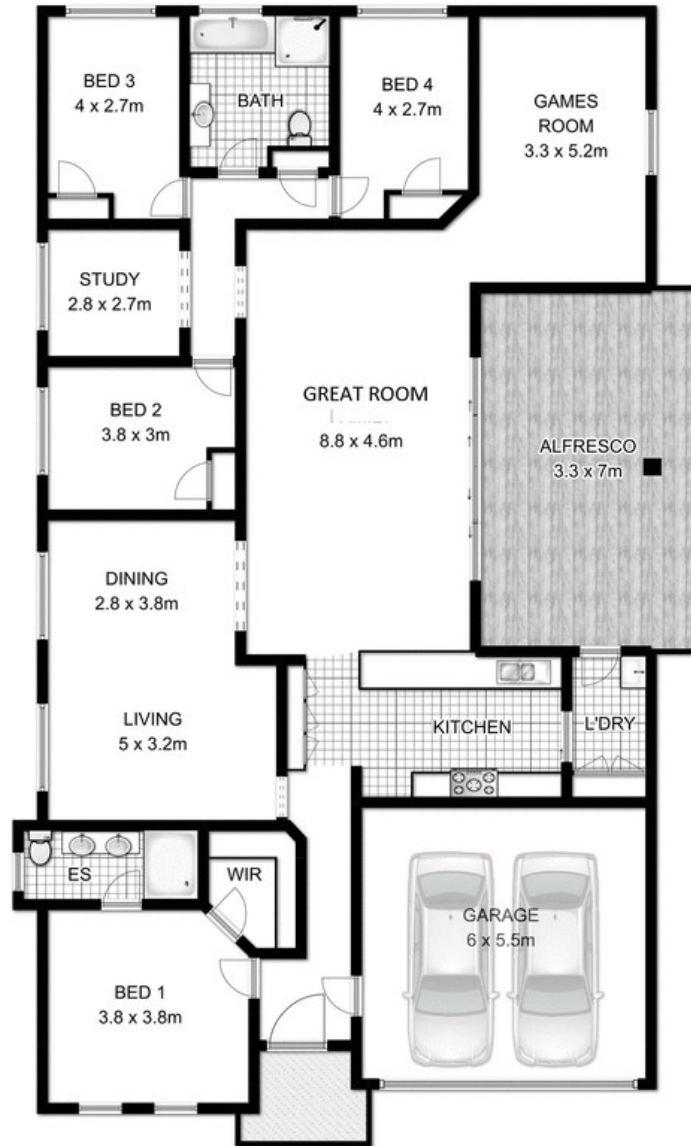 BED 3
4 x 2.7m
BATH
BED 4
4 x 2.7m
GAMES
ROOM
3.3 x 5.2m
STUDY
2.8 x 2.7m
BED 2
3.8 x 3m
GREAT ROOM
8.8 x 4.6m
ALFRESCO
3.3 x 7m
DINING
2.8 x 3.8m
LIVING
5 x 3.2m
KITCHEN
L'DRY
ES
WIR
GARAGE
6 x 5.5m
BED 1
3.8 x 3.8m